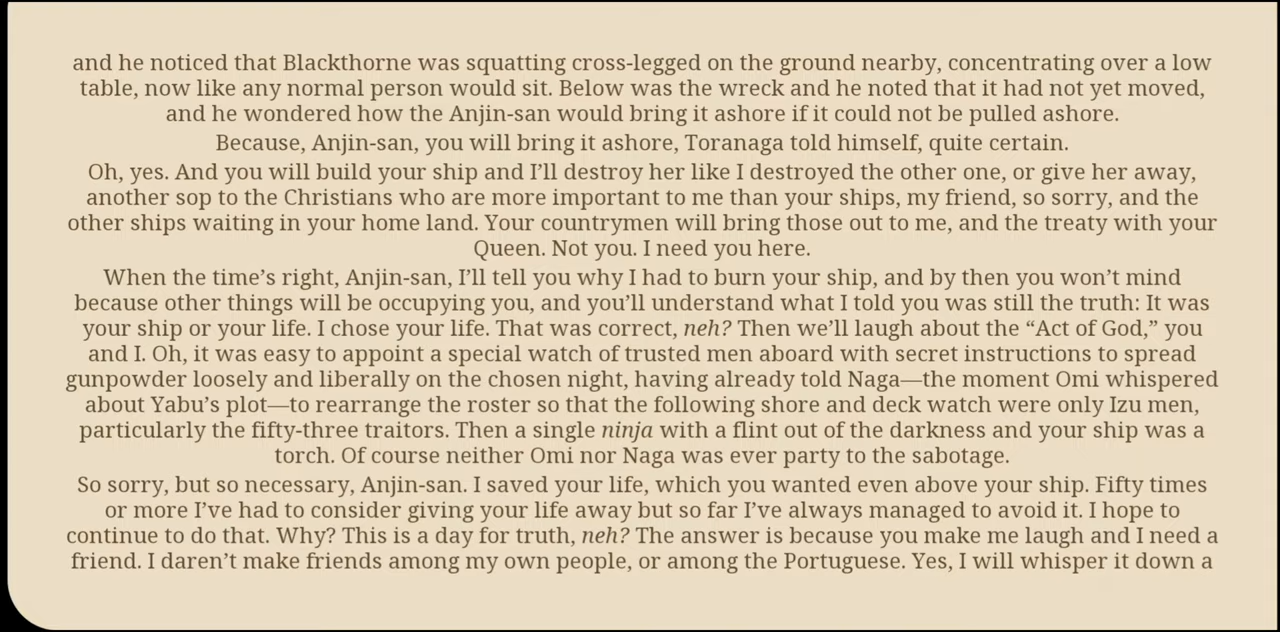 and he noticed that Blackthorne was squatting cross-legged on the ground nearby, concentrating over a low
table, now like any normal person would sit. Below was the wreck and he noted that it had not yet moved,
and he wondered how the Anjin-san would bring it ashore if it could not be pulled ashore.
Because, Anjin-san, you will bring it ashore, Toranaga told himself, quite certain.
Oh, yes. And you will build your ship and I’ll destroy her like I destroyed the other one, or give her away,
another sop to the Christians who are more important to me than your ships, my friend, so sorry, and the
other ships waiting in your home land. Your countrymen will bring those out to me, and the treaty with your
Queen. Not you. I need you here.
When the time’s right, Anjin-san, I’ll tell you why I had to burn your ship, and by then you won’t mind
because other things will be occupying you, and you’ll understand what I told you was still the truth: It was
your ship or your life. I chose your life. That was correct, neh? Then we’ll laugh about the “Act of God,” you
and I. Oh, it was easy to appoint a special watch of trusted men aboard with secret instructions to spread
gunpowder loosely and liberally on the chosen night, having already told Naga—the moment Omi whispered
about Yabu’s plot—to rearrange the roster so that the following shore and deck watch were only Izu men,
particularly the fifty-three traitors. Then a single ninja with a flint out of the darkness and your ship was a
torch. Of course neither Omi nor Naga was ever party to the sabotage.
So sorry, but so necessary, Anjin-san. I saved your life, which you wanted even above your ship. Fifty times
or more I’ve had to consider giving your life away but so far I’ve always managed to avoid it. I hope to
continue to do that. Why? This is a day for truth, neh? The answer is because you make me laugh and I need a
friend. I daren’t make friends among my own people, or among the Portuguese. Yes, I will whisper it down a